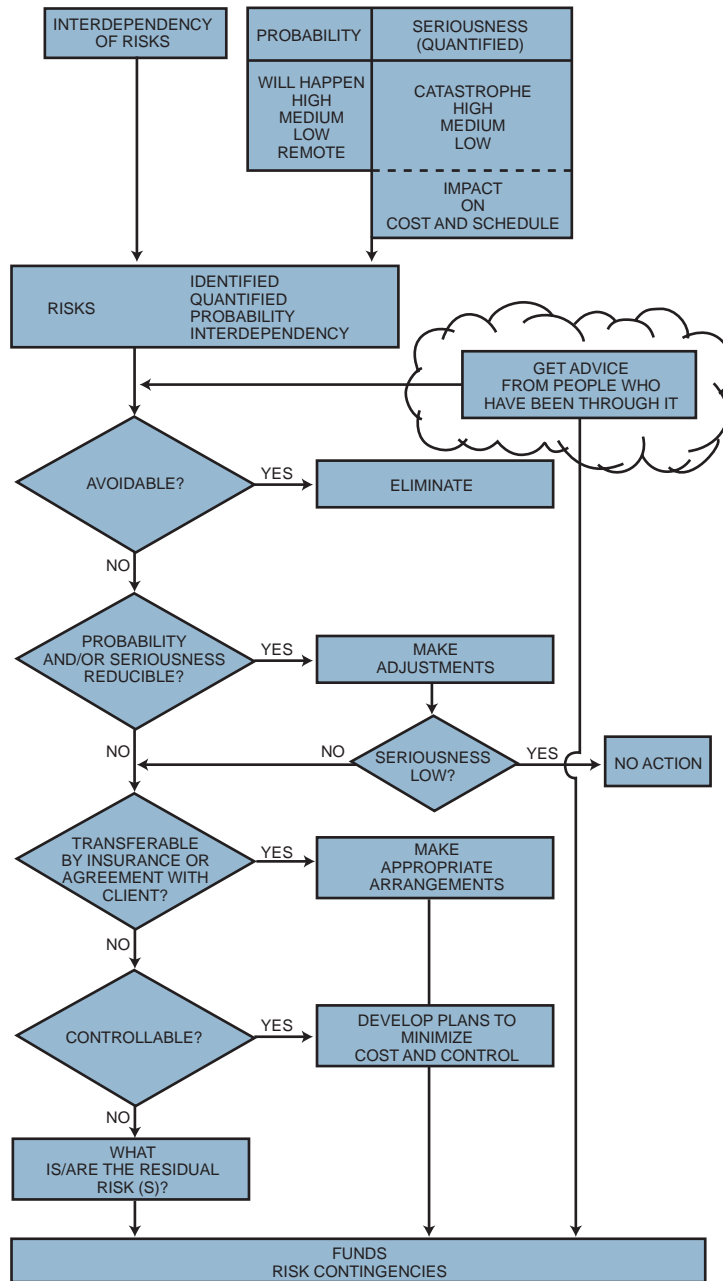 INTERDEPENDENCY
OF RISKS
PROBABILITY
SERIOUSNESS
(QUANTIFIED)
WILL HAPPEN
HIGH
MEDIUM
LOW
REMOTE
CATASTROPHE
HIGH
MEDIUM
LOW
IMPACT
ON
COST AND SCHEDULE
RISKS
IDENTIFIED
QUANTIFIED
PROBABILITY
INTERDEPENDENCY
GET ADVICE
FROM PEOPLE WHO
HAVE BEEN THROUGH IT
AVOIDABLE?
YES
ELIMINATE
NO
PROBABILITY
AND/OR SERIOUSNESS
REDUCIBLE?
YES
MAKE
ADJUSTMENTS
NO
NO
SERIOUSNESS
LOW?
YES
NO ACTION
TRANSFERABLE
BY INSURANCE OR
AGREEMENT WITH
CLIENT?
YES
MAKE
APPROPRIATE
ARRANGEMENTS
NO
CONTROLLABLE?
YES
DEVELOP PLANS TO
MINIMIZE
COST AND CONTROL
NO
WHAT
IS/ARE THE RESIDUAL
RISK (S)?
FUNDS
RISK CONTINGENCIES